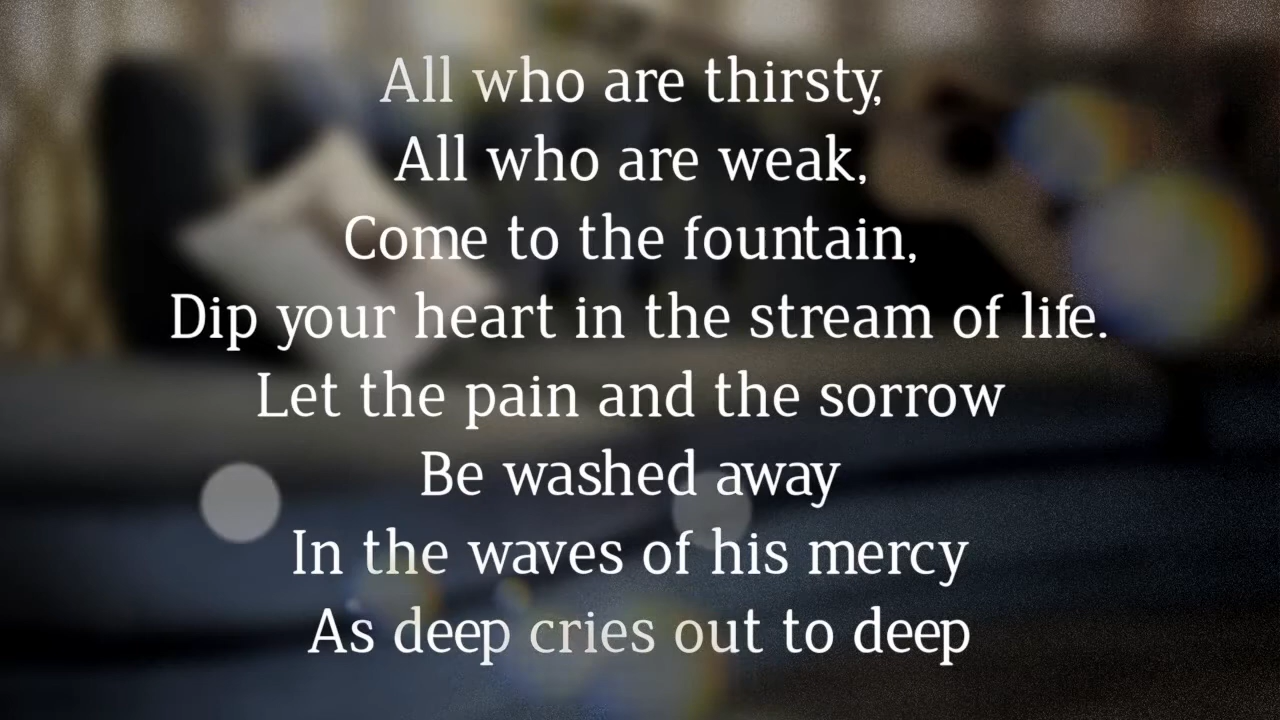 All who are thirsty,
All who are weak,
Come to the fountain,
Dip your heart in the stream of life.
Let the pain and the sorrow
Be washed away
In the waves of his mercy
As deep cries out to deep